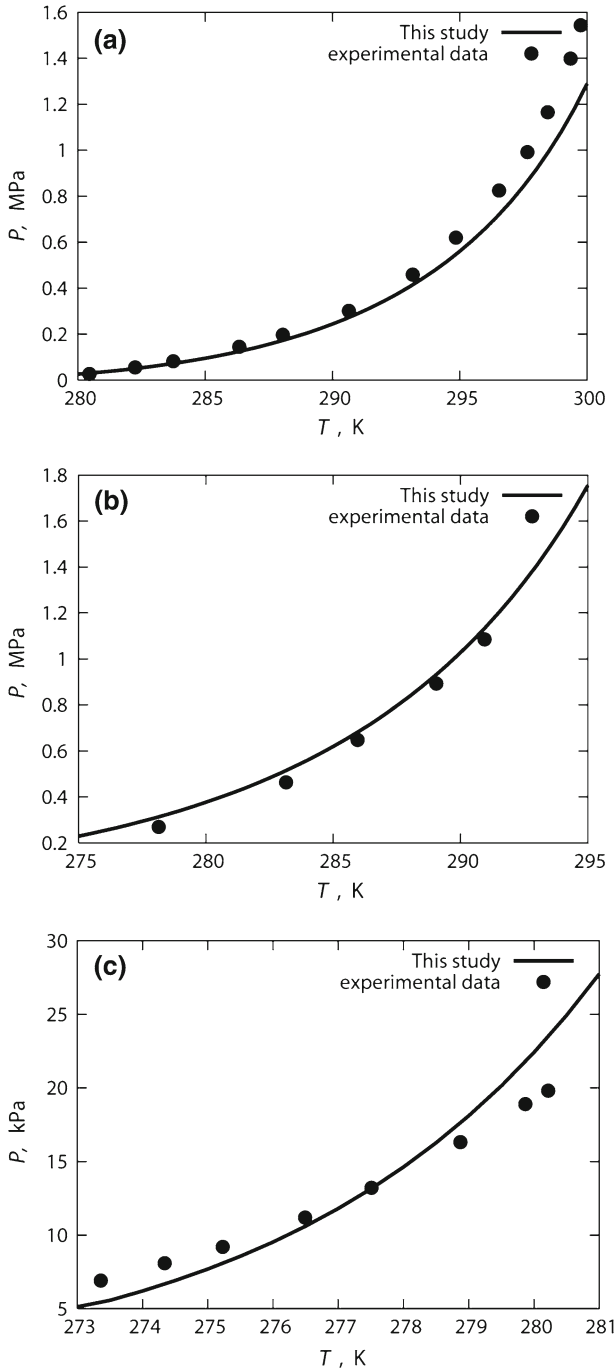 (a)
This study
experimental data
1.6
1.4
1.2
1
0.8
0.6
0.4
0.2
0
P, MPa
280 285 290 295 300
T , K
(b)
This study
experimental data
1.8
1.6
1.4
1.2
1
0.8
0.6
0.4
0.2
P, MPa
275 280 285 290 295
T , K
(c)
This study
experimental data
30
25
20
15
10
5
P, kPa
273 274 275 276 277 278 279 280 281
T , K